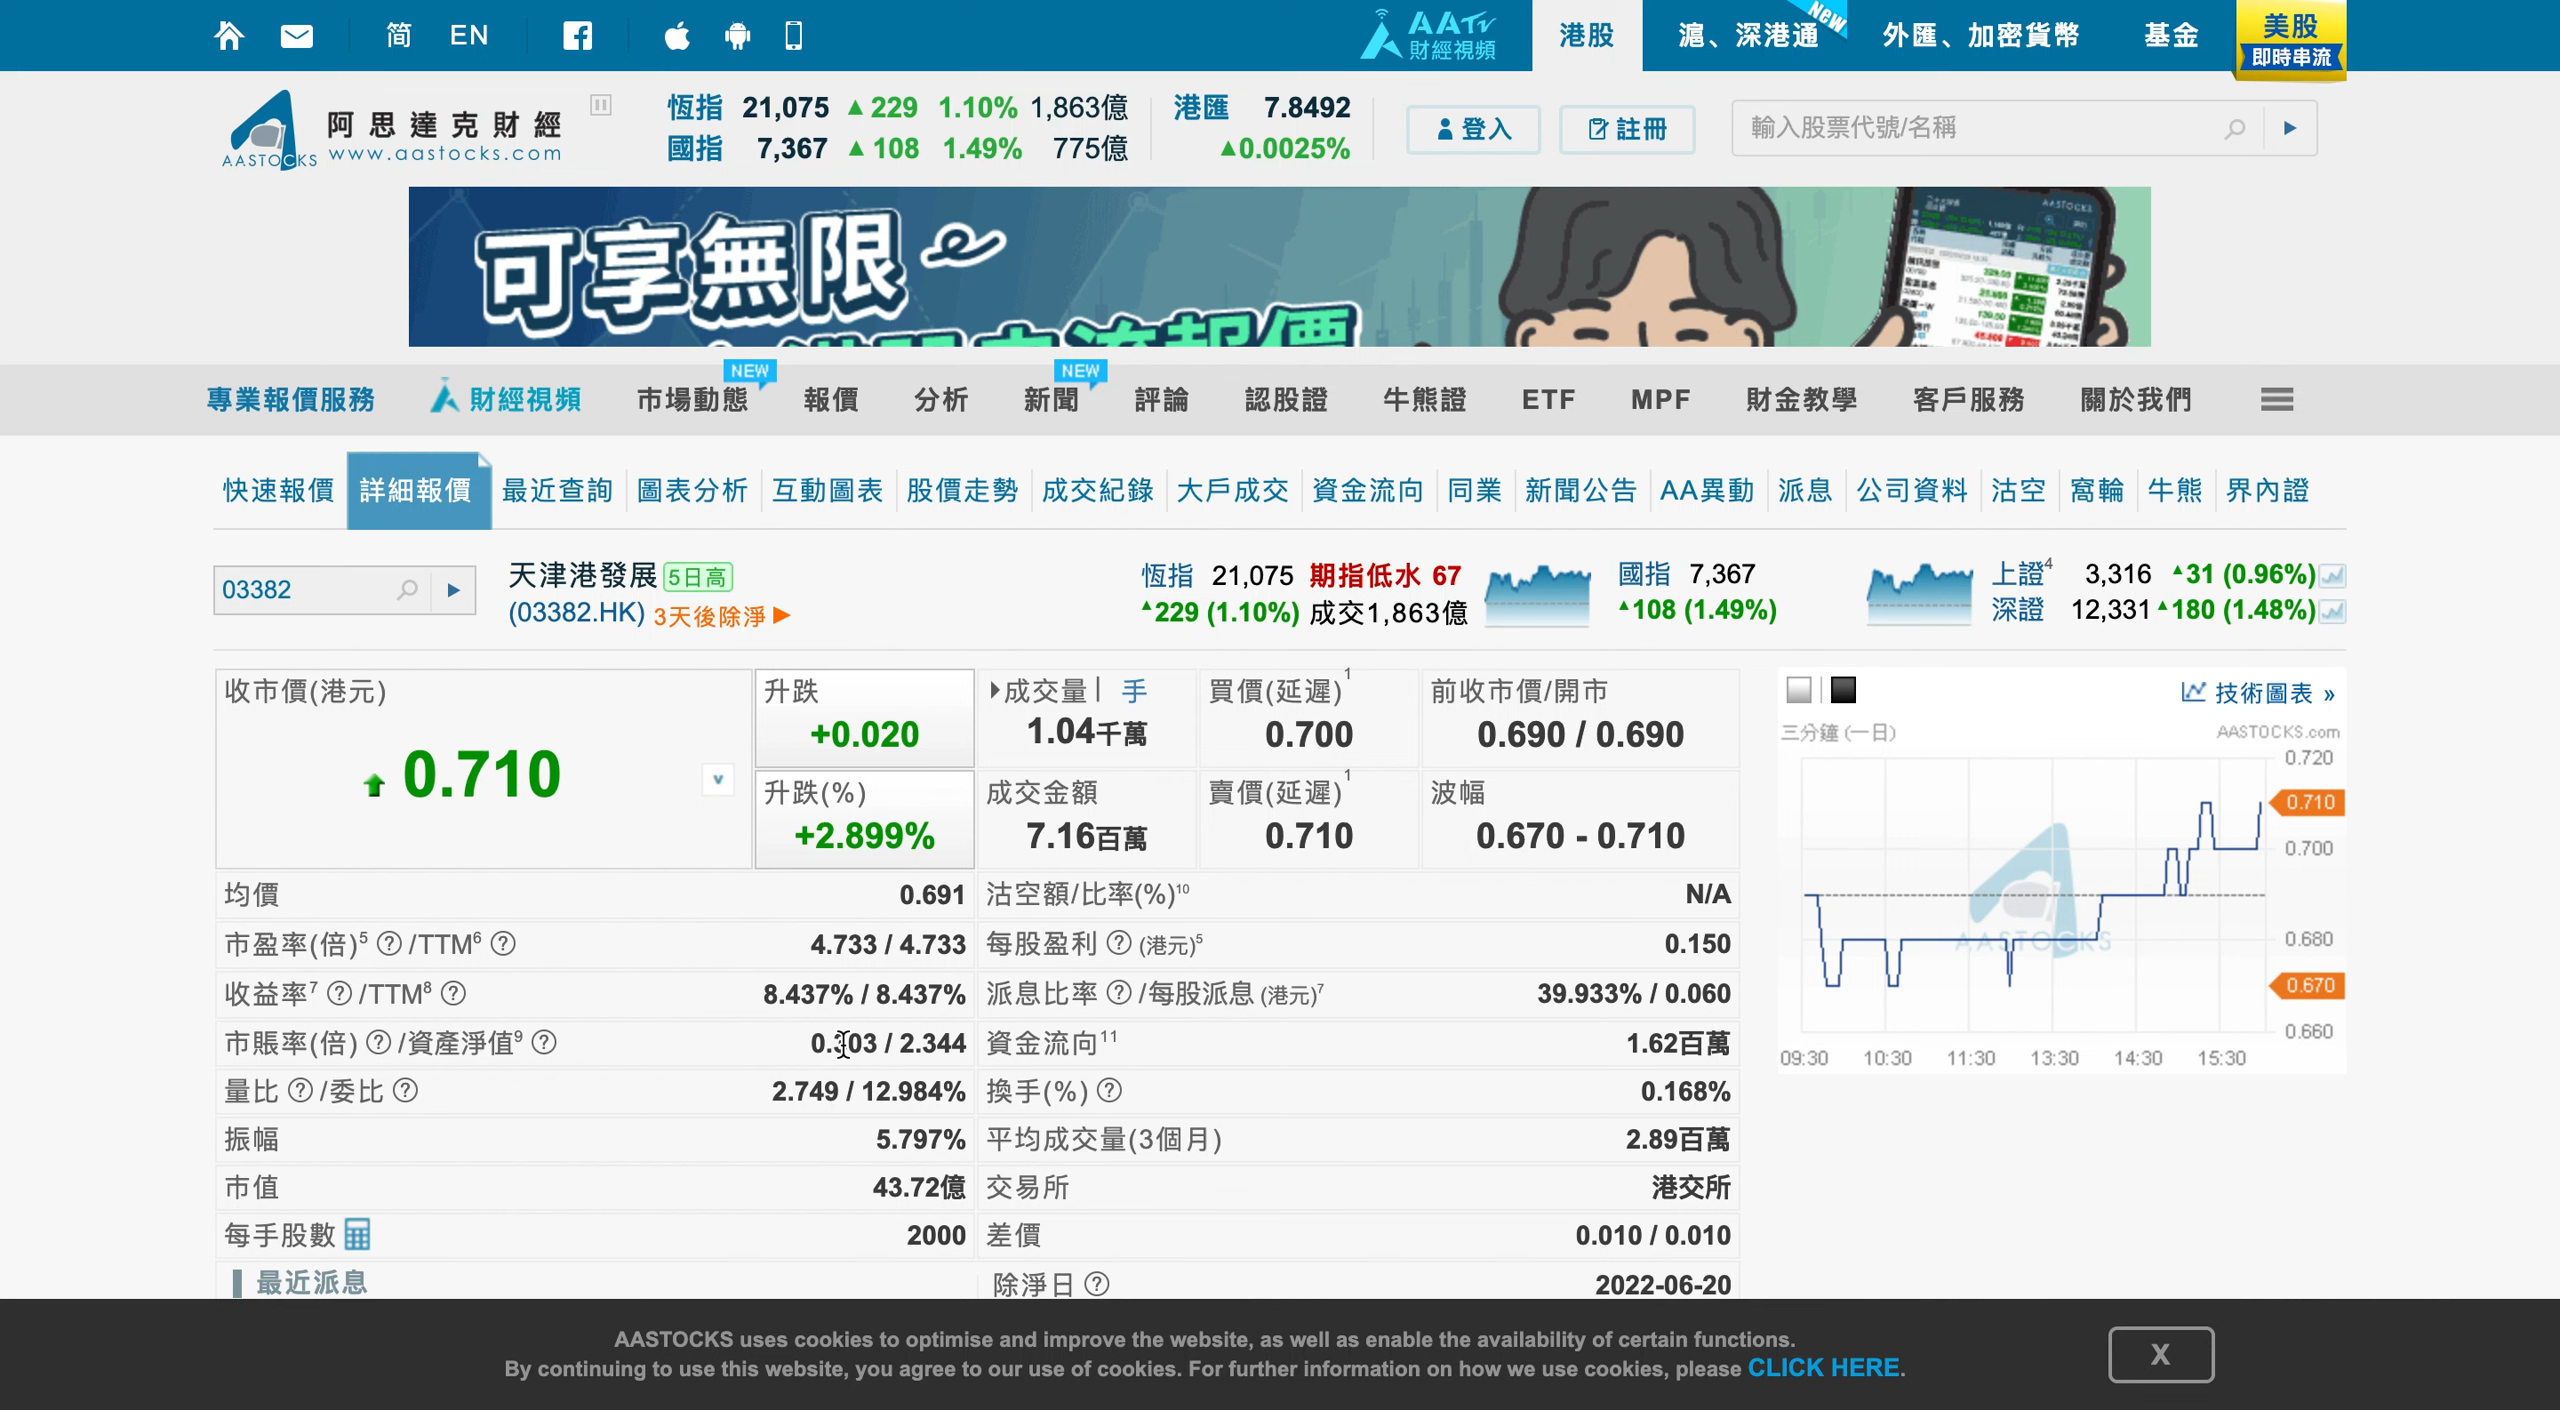 简 EN
AATV 財經視頻
港股 滬、深港通 New 外匯、加密貨幣 基金 美股 即時串流
AASTOCKS
阿思達克財經
www.aastocks.com
恆指 21,075 ▲229 1.10% 1,863億
國指 7,367 ▲108 1.49% 775億
港匯 7.8492
▲0.0025%
登入 註冊 輸入股票代號/名稱
可享無限
專業報價服務 財經視頻 市場動態 NEW 報價 分析 新聞 NEW 評論 認股證 牛熊證 ETF MPF 財金教學 客戶服務 關於我們
快速報價 詳細報價 最近查詢 圖表分析 互動圖表 股價走勢 成交紀錄 大戶成交 資金流向 同業 新聞公告 AA異動 派息 公司資料 沽空 窩輪 牛熊 界內證
03382
天津港發展 5日高
(03382.HK) 3天後除淨
恆指 21,075 期指低水 67
▲229 (1.10%) 成交1,863億
國指 7,367
▲108 (1.49%)
上證4 3,316 ▲31 (0.96%)
深證 12,331 ▲180 (1.48%)
收市價(港元)
0.710
升跌
+0.020
升跌(%)
+2.899%
成交量 | 手
1.04千萬
成交金額
7.16百萬
買價(延遲)1
0.700
賣價(延遲)1
0.710
前收市價/開市
0.690 / 0.690
波幅
0.670 - 0.710
均價 0.691 沽空額/比率(%)10 N/A
市盈率(倍)5 /TTM6 4.733 / 4.733 每股盈利 (港元)5 0.150
收益率7 /TTM8 8.437% / 8.437% 派息比率 /每股派息 (港元)7 39.933% / 0.060
市賬率(倍) /資產淨值9 0.303 / 2.344 資金流向11 1.62百萬
量比 /委比 2.749 / 12.984% 換手(%) 0.168%
振幅 5.797% 平均成交量(3個月) 2.89百萬
市值 43.72億 交易所 港交所
每手股數 2000 差價 0.010 / 0.010
最近派息 除淨日 2022-06-20
技術圖表 »
三分鐘 (一日) AASTOCKS.com
0.720
0.710
0.700
0.680
0.670
0.660
AASTOCKS
09:30 10:30 11:30 13:30 14:30 15:30
AASTOCKS uses cookies to optimise and improve the website, as well as enable the availability of certain functions.
By continuing to use this website, you agree to our use of cookies. For further information on how we use cookies, please CLICK HERE.
X